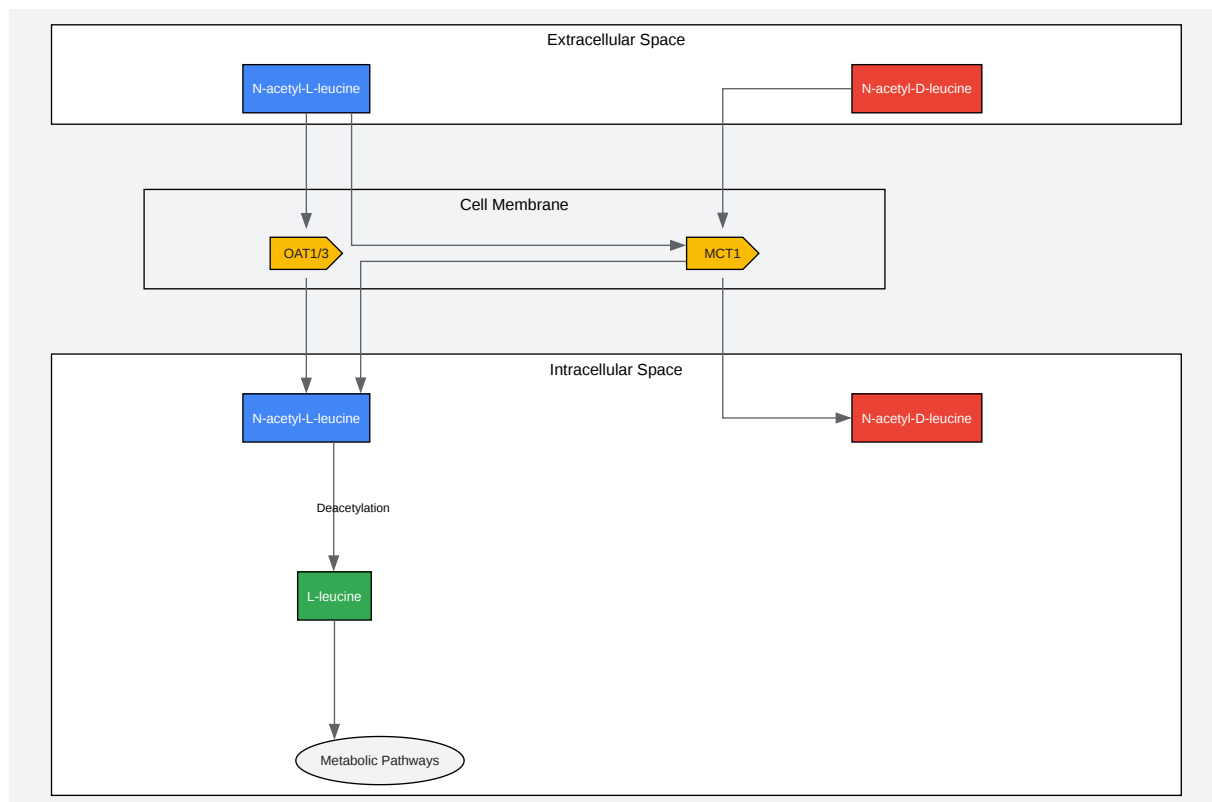 Extracellular Space
N-acetyl-L-leucine
N-acetyl-D-leucine
Cell Membrane
OAT1/3
MCT1
Intracellular Space
N-acetyl-L-leucine
N-acetyl-D-leucine
Deacetylation
L-leucine
Metabolic Pathways